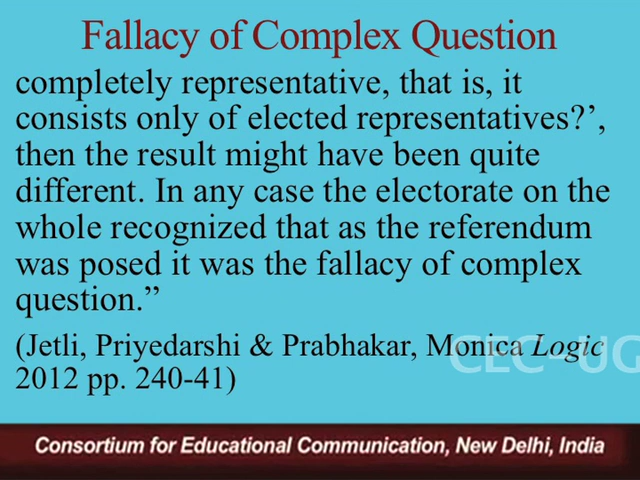 Fallacy of Complex Question
completely representative, that is, it
consists only of elected representatives?’,
then the result might have been quite
different. In any case the electorate on the
whole recognized that as the referendum
was posed it was the fallacy of complex
question.”
(Jetli, Priyedarshi & Prabhakar, Monica Logic
2012 pp. 240-41)
CEC-UG
Consortium for Educational Communication, New Delhi, India